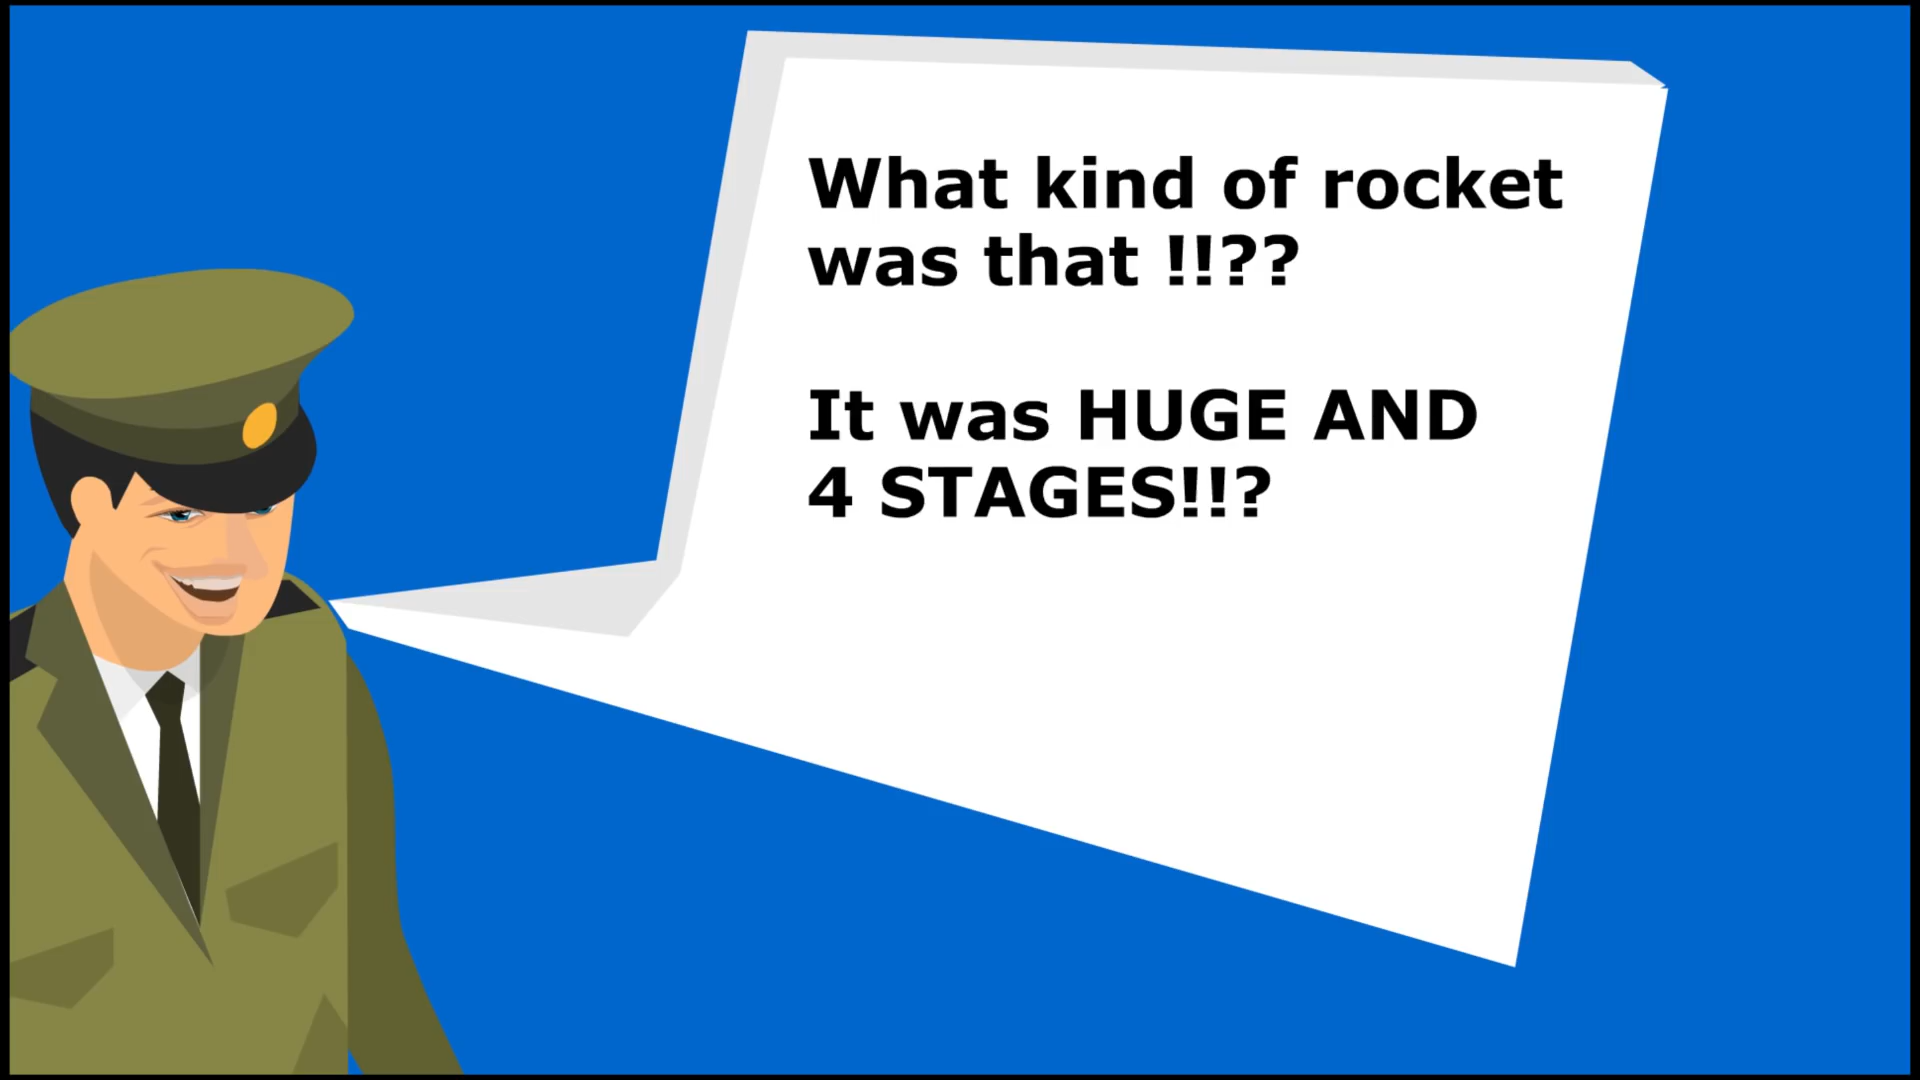 What kind of rocket
was that !!??
It was HUGE AND
4 STAGES!!?